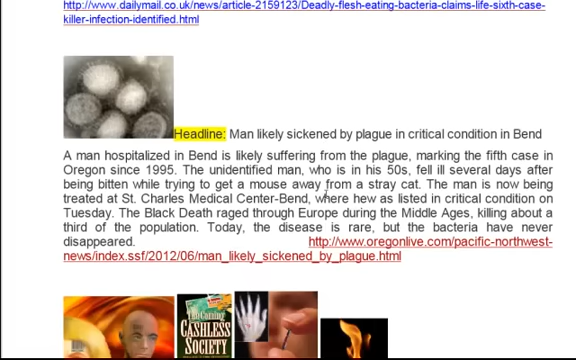 http://www.dailymail.co.uk/news/article-2159123/Deadly-flesh-eating-bacteria-claims-life-sixth-case-
killer-infection-identified.html
Headline: Man likely sickened by plague in critical condition in Bend
A man hospitalized in Bend is likely suffering from the plague, marking the fifth case in
Oregon since 1995. The unidentified man, who is in his 50s, fell ill several days after
being bitten while trying to get a mouse away from a stray cat. The man is now being
treated at St. Charles Medical Center-Bend, where hew as listed in critical condition on
Tuesday. The Black Death raged through Europe during the Middle Ages, killing about a
third of the population. Today, the disease is rare, but the bacteria have never
disappeared. http://www.oregonlive.com/pacific-northwest-
news/index.ssf/2012/06/man_likely_sickened_by_plague.html
The Coming
CASHLESS
SOCIETY